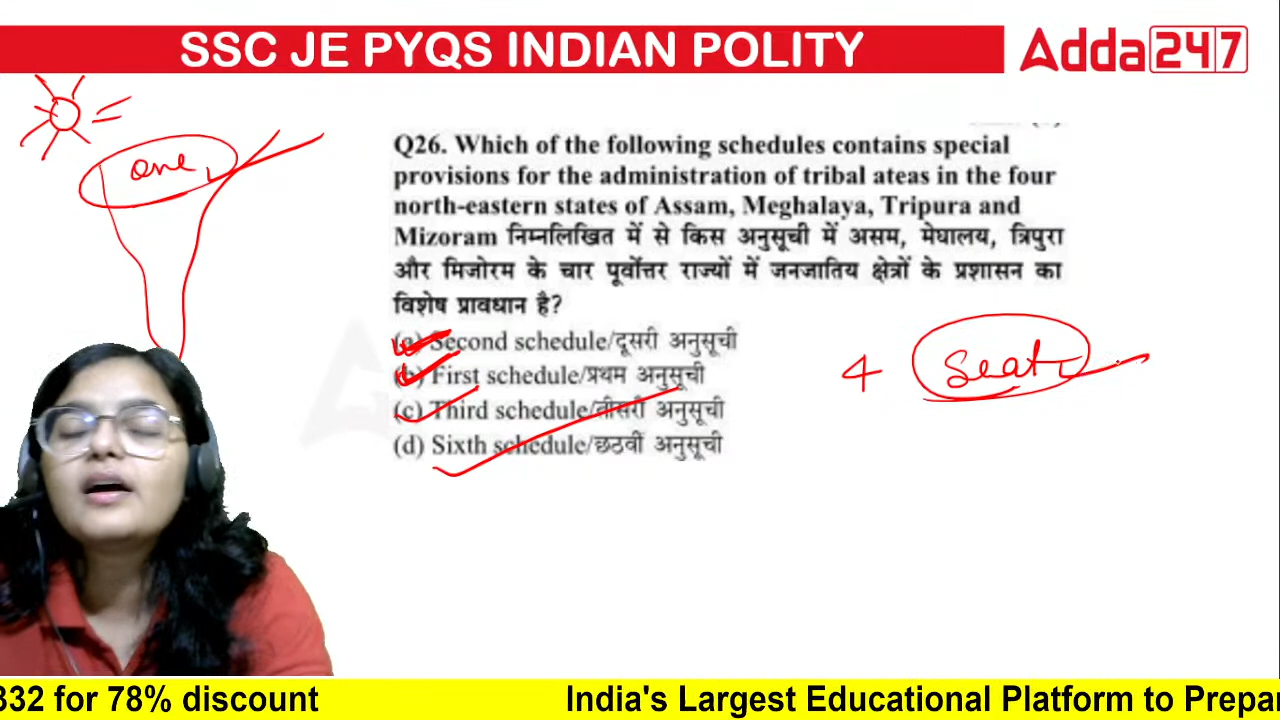 SSC JE PYQS INDIAN POLITY
Adda247
one,
Q26. Which of the following schedules contains special
provisions for the administration of tribal ateas in the four
north-eastern states of Assam, Meghalaya, Tripura and
Mizoram निम्नलिखित में से किस अनुसूची में असम, मेघालय, त्रिपुरा
और मिजोरम के चार पूर्वोत्तर राज्यों में जनजातिय क्षेत्रों के प्रशासन का
विशेष प्रावधान है?
(a) Second schedule/दूसरी अनुसूची
(b) First schedule/प्रथम अनुसूची
(c) Third schedule/तीसरी अनुसूची
(d) Sixth schedule/छठवीं अनुसूची
4 Seats
332 for 78% discount
India's Largest Educational Platform to Prepar